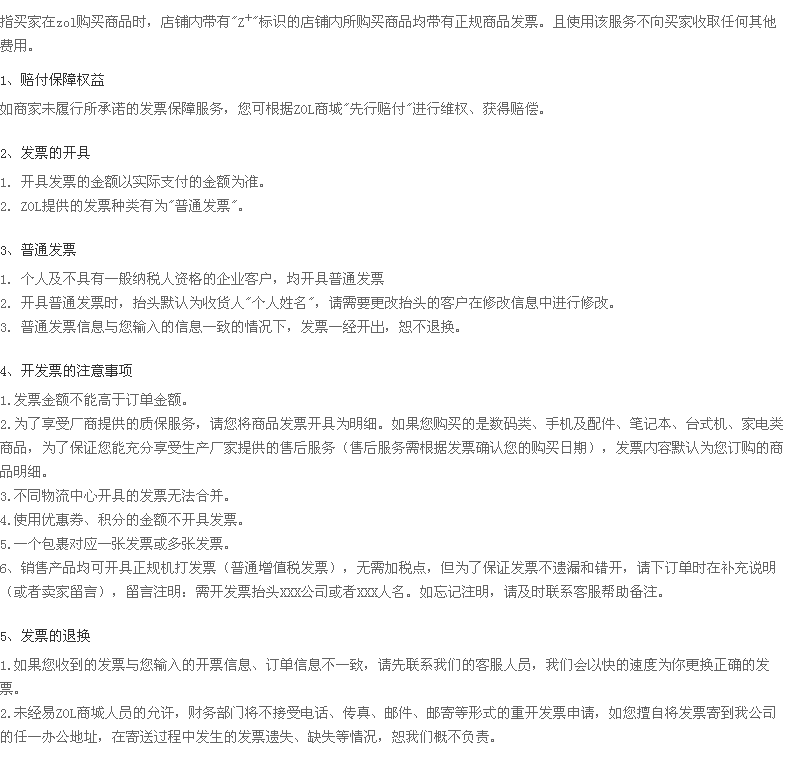 指买家在zol购买商品时，店铺内带有"Z+"标识的店铺内所购买商品均带有正规商品发票。且使用该服务不向买家收取任何其他
费用。
1、赔付保障权益
如商家未履行所承诺的发票保障服务，您可根据ZOL商城"先行赔付"进行维权、获得赔偿。
2、发票的开具
1. 开具发票的金额以实际支付的金额为准。
2. ZOL提供的发票种类有为"普通发票"。
3、普通发票
1. 个人及不具有一般纳税人资格的企业客户，均开具普通发票
2. 开具普通发票时，抬头默认为收货人"个人姓名"，请需要更改抬头的客户在修改信息中进行修改。
3. 普通发票信息与您输入的信息一致的情况下，发票一经开出，恕不退换。
4、开发票的注意事项
1.发票金额不能高于订单金额。
2.为了享受厂商提供的质保服务，请您将商品发票开具为明细。如果您购买的是数码类、手机及配件、笔记本、台式机、家电类
商品，为了保证您能充分享受生产厂家提供的售后服务（售后服务需根据发票确认您的购买日期），发票内容默认为您订购的商
品明细。
3.不同物流中心开具的发票无法合并。
4.使用优惠券、积分的金额不开具发票。
5.一个包裹对应一张发票或多张发票。
6、销售产品均可开具正规机打发票（普通增值税发票），无需加税点，但为了保证发票不遗漏和错开，请下订单时在补充说明
（或者卖家留言），留言注明：需开发票抬头XXX公司或者XXX人名。如忘记注明，请及时联系客服帮助备注。
5、发票的退换
1.如果您收到的发票与您输入的开票信息、订单信息不一致，请先联系我们的客服人员，我们会以快的速度为你更换正确的发
票。
2.未经易ZOL商城人员的允许，财务部门将不接受电话、传真、邮件、邮寄等形式的重开发票申请，如您擅自将发票寄到我公司
的任一办公地址，在寄送过程中发生的发票遗失、缺失等情况，恕我们概不负责。